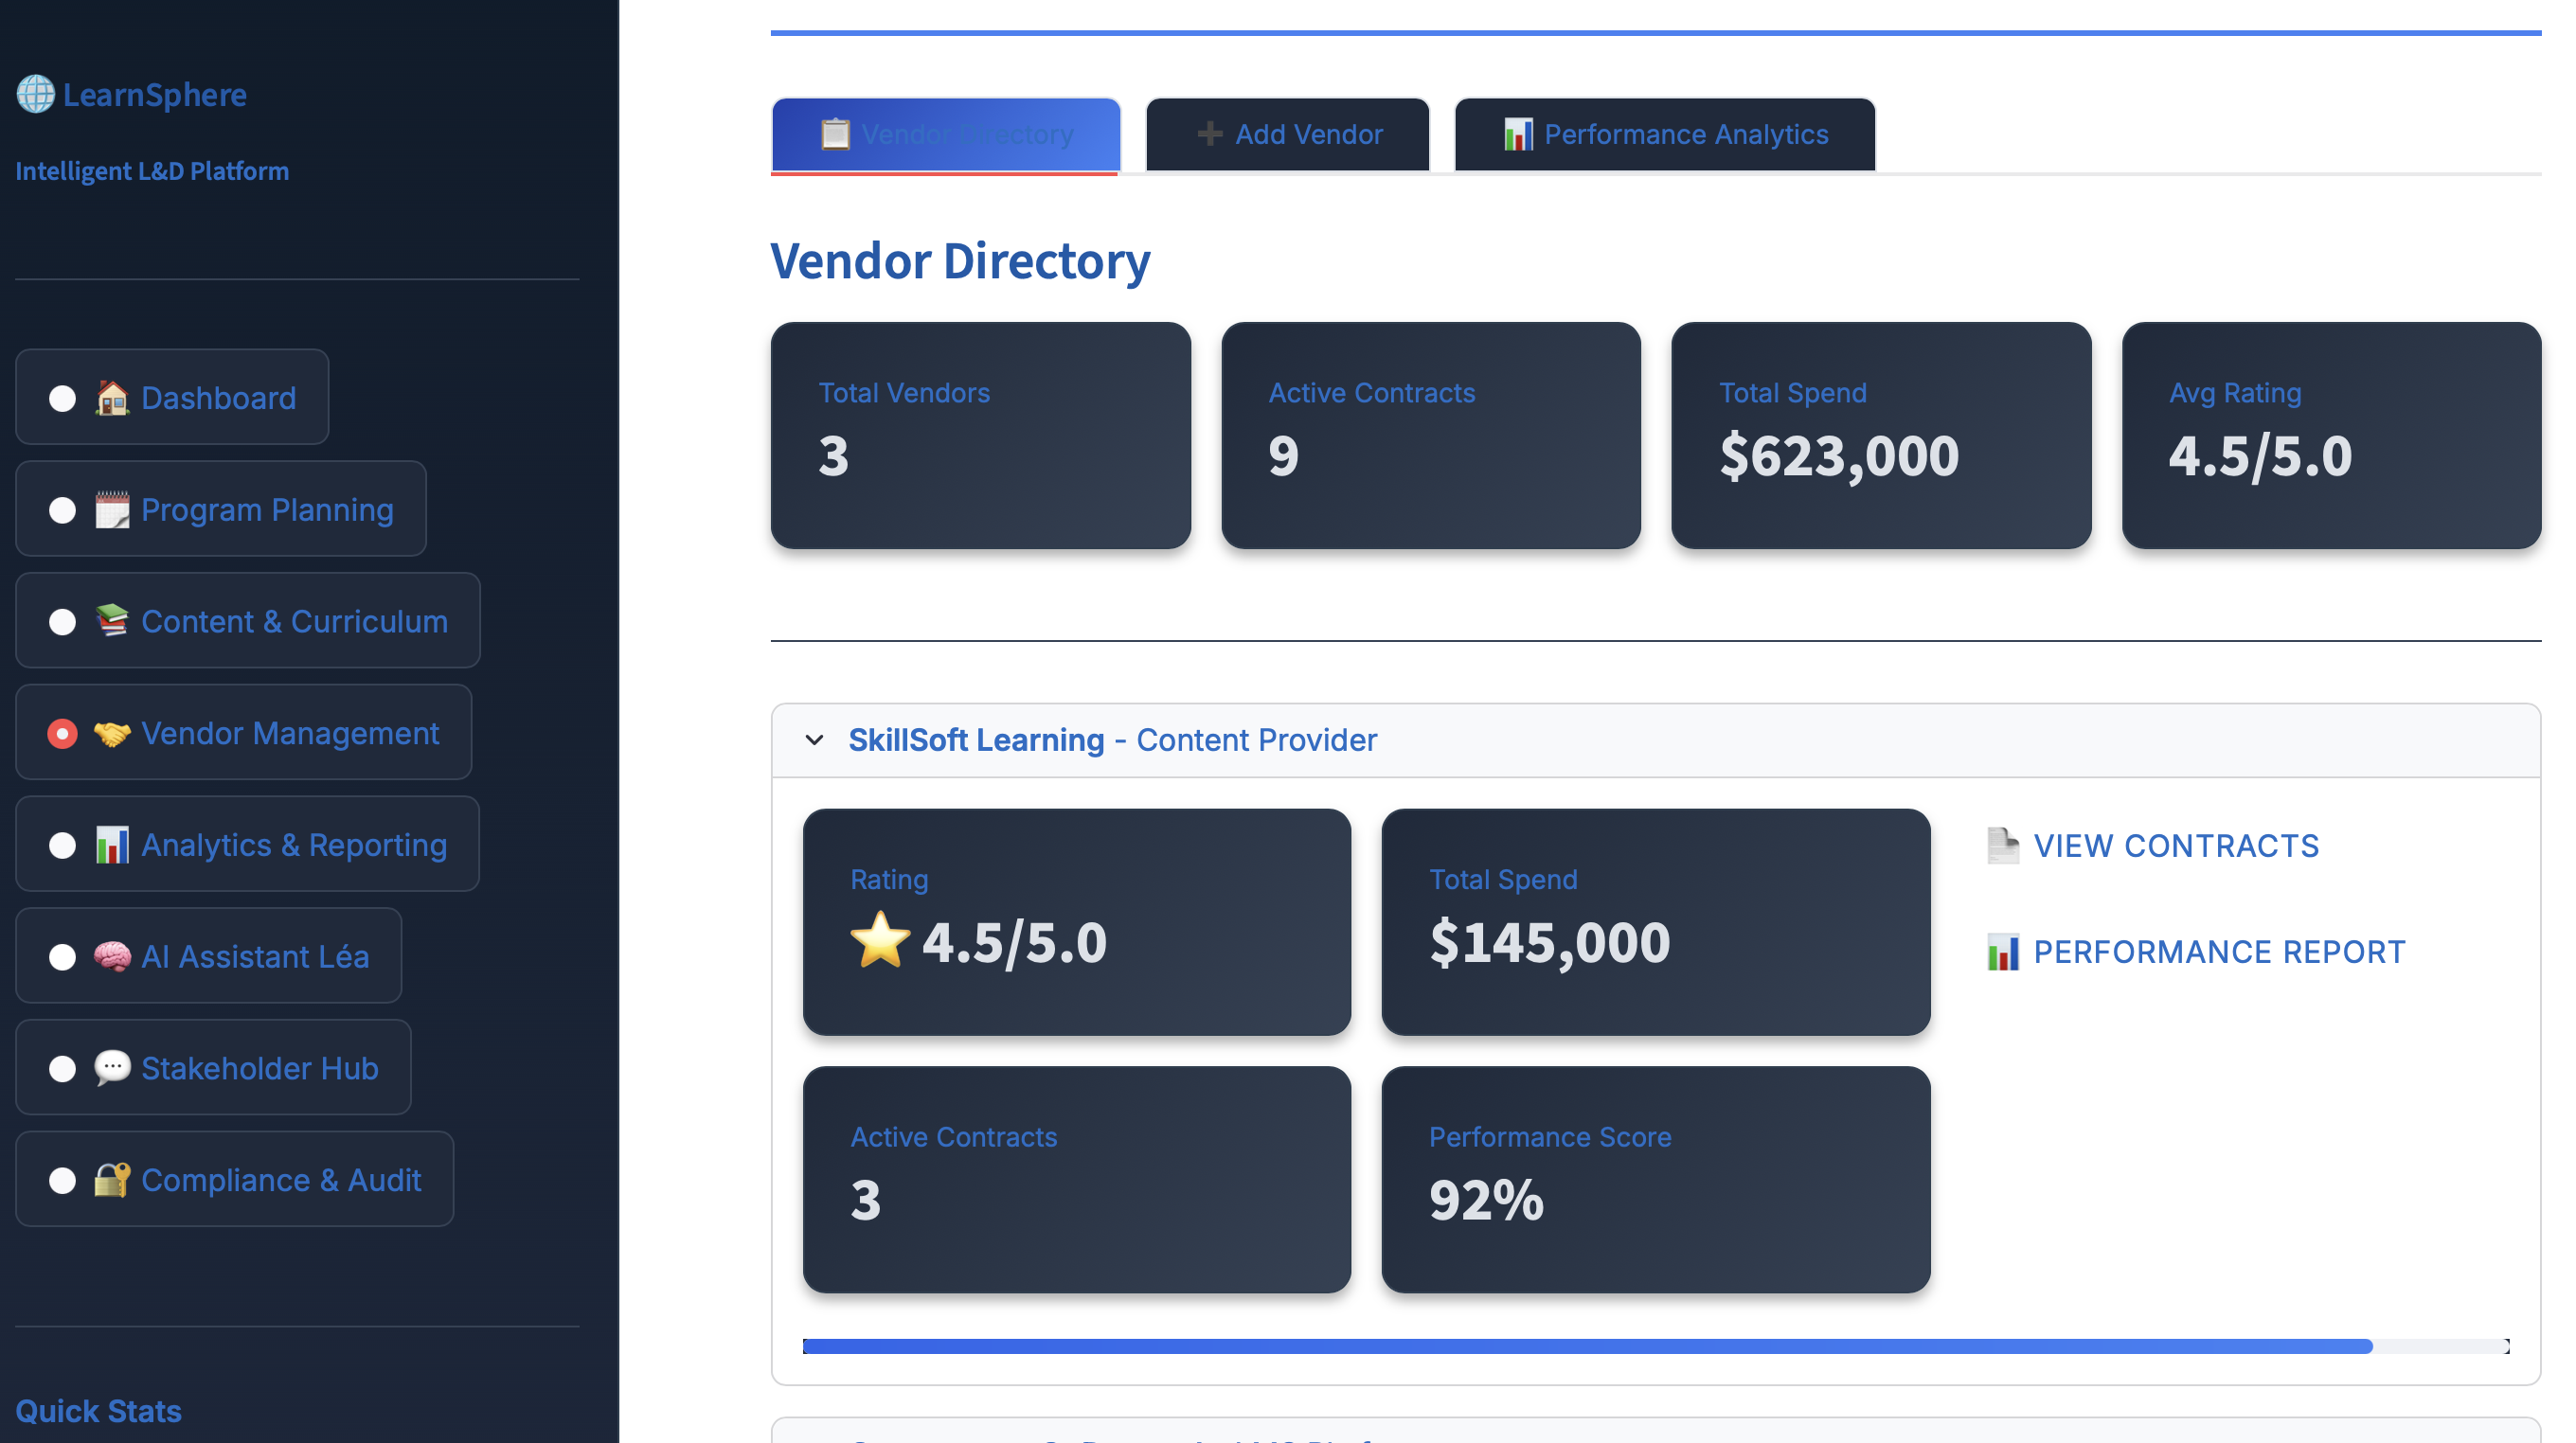 LearnSphere
Intelligent L&D Platform
Dashboard
Program Planning
Content & Curriculum
Vendor Management
Analytics & Reporting
AI Assistant Léa
Stakeholder Hub
Compliance & Audit
Quick Stats
Vendor Directory
Add Vendor
Performance Analytics
Vendor Directory
Total Vendors
3
Active Contracts
9
Total Spend
$623,000
Avg Rating
4.5/5.0
SkillSoft Learning - Content Provider
Rating
4.5/5.0
Total Spend
$145,000
VIEW CONTRACTS
PERFORMANCE REPORT
Active Contracts
3
Performance Score
92%